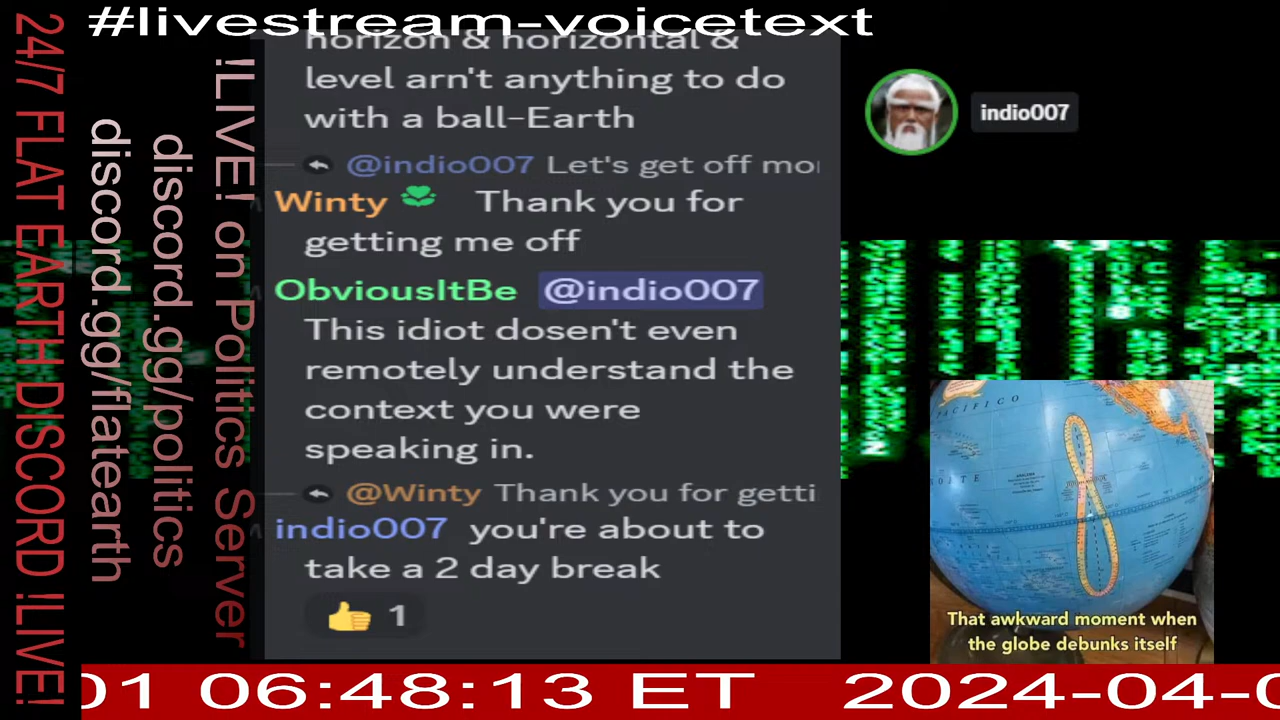 #livestream-voicetext
24/7 FLAT EARTH DISCORD !LIVE!
discord.gg/flatearth
discord.gg/politics
!LIVE! on Politics Server
horizon & horizontal &
level arn't anything to do
with a ball-Earth
@indio007 Let's get off mo
Winty Thank you for
getting me off
ObviousItBe @indio007
This idiot dosen't even
remotely understand the
context you were
speaking in.
@Winty Thank you for getti
indio007 you're about to
take a 2 day break
👍 1
indio007
PACÍFICO
That awkward moment when
the globe debunks itself
01 06:48:13 ET 2024-04-0